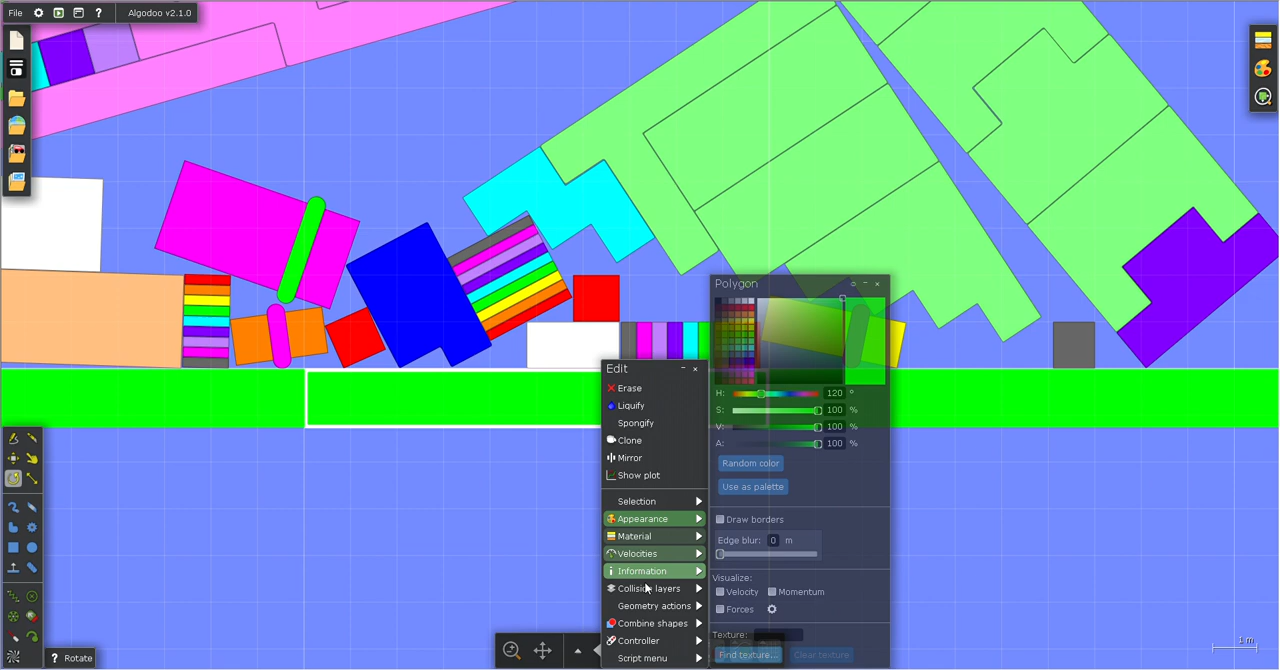 File ? Algodoo v2.1.0
Edit
Erase
Liquify
Spongify
Clone
Mirror
Show plot
Selection
Appearance
Material
Velocities
Information
Collision layers
Geometry actions
Combine shapes
Controller
Script menu
Polygon
H: 120 °
S: 100 %
V: 100 %
A: 100 %
Random color
Use as palette
Draw borders
Edge blur: 0 m
Visualize:
Velocity Momentum
Forces
Texture:
Find texture... Clear texture
1 m
? Rotate